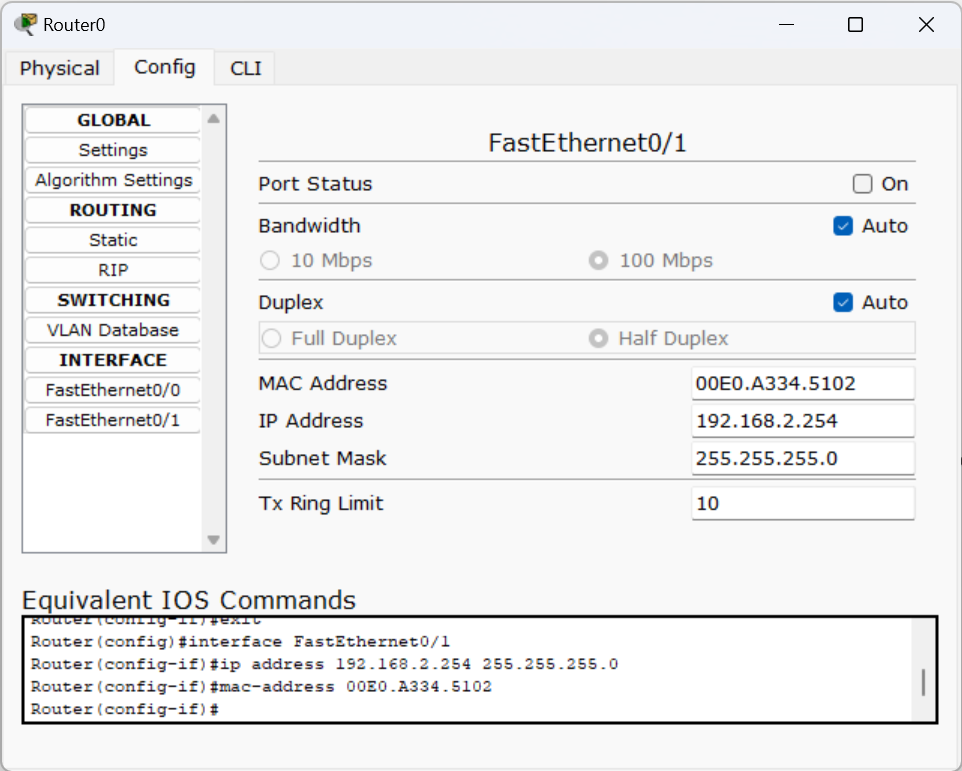 Router0
Physical Config CLI
GLOBAL
Settings
Algorithm Settings
ROUTING
Static
RIP
SWITCHING
VLAN Database
INTERFACE
FastEthernet0/0
FastEthernet0/1
FastEthernet0/1
Port Status On
Bandwidth Auto
10 Mbps 100 Mbps
Duplex Auto
Full Duplex Half Duplex
MAC Address 00E0.A334.5102
IP Address 192.168.2.254
Subnet Mask 255.255.255.0
Tx Ring Limit 10
Equivalent IOS Commands
Router(config-if)#exit
Router(config)#interface FastEthernet0/1
Router(config-if)#ip address 192.168.2.254 255.255.255.0
Router(config-if)#mac-address 00E0.A334.5102
Router(config-if)#